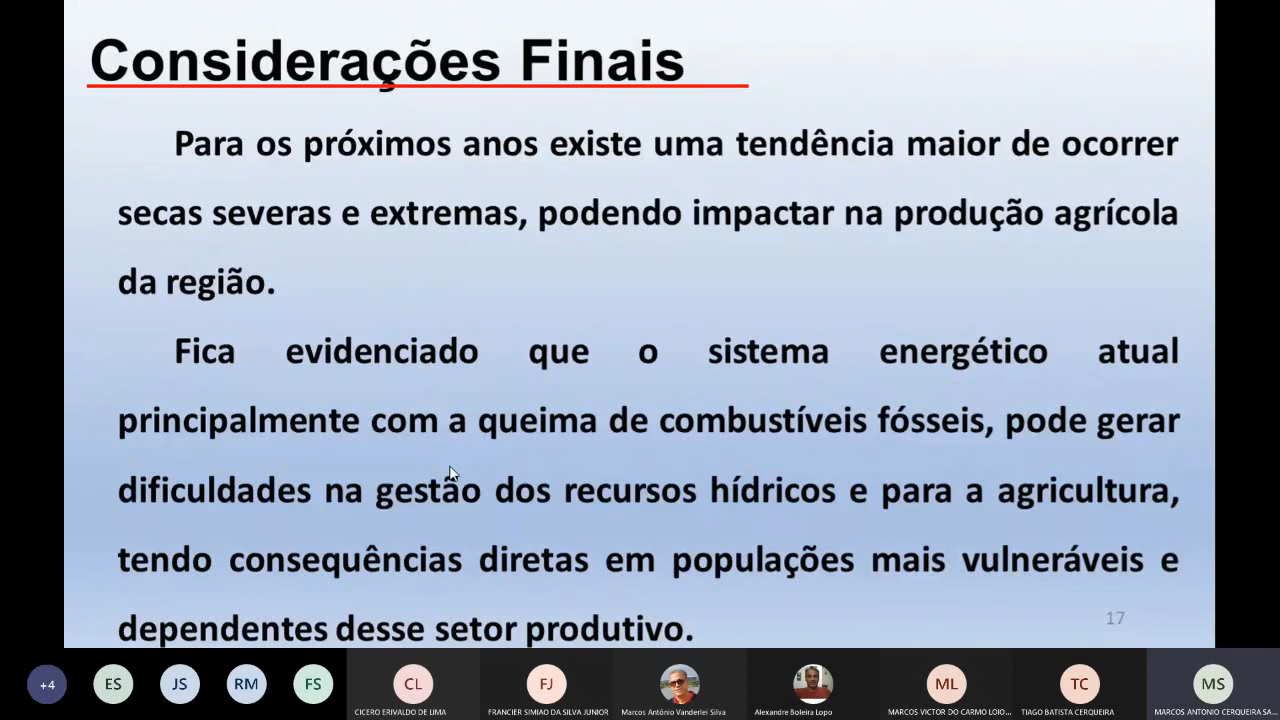 Considerações Finais
Para os próximos anos existe uma tendência maior de ocorrer
secas severas e extremas, podendo impactar na produção agrícola
da região.
Fica evidenciado que o sistema energético atual
principalmente com a queima de combustíveis fósseis, pode gerar
dificuldades na gestão dos recursos hídricos e para a agricultura,
tendo consequências diretas em populações mais vulneráveis e
dependentes desse setor produtivo.
17
+4 ES JS RM FS CL FJ ML TC MS
CICERO ERIVALDO DE LIMA FRANCIER SIMIÃO DA SILVA JUNIOR Marcos Antônio Vanderlei Silva Alexandre Boleira Lopo MARCOS VICTOR DO CARMO LOIO... TIAGO BATISTA CERQUEIRA MARCOS ANTONIO CERQUEIRA SA...